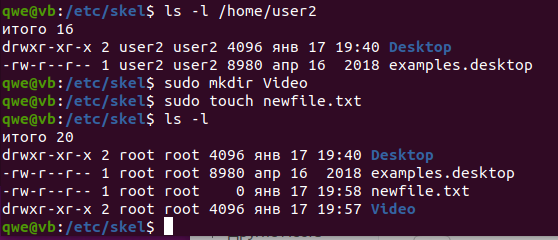 qwe@vb:/etc/skel$ ls -l /home/user2
итого 16
drwxr-xr-x 2 user2 user2 4096 янв 17 19:40 Desktop
-rw-r--r-- 1 user2 user2 8980 апр 16  2018 examples.desktop
qwe@vb:/etc/skel$ sudo mkdir Video
qwe@vb:/etc/skel$ sudo touch newfile.txt
qwe@vb:/etc/skel$ ls -l
итого 20
drwxr-xr-x 2 root root 4096 янв 17 19:40 Desktop
-rw-r--r-- 1 root root 8980 апр 16  2018 examples.desktop
-rw-r--r-- 1 root root    0 янв 17 19:58 newfile.txt
drwxr-xr-x 2 root root 4096 янв 17 19:57 Video
qwe@vb:/etc/skel$